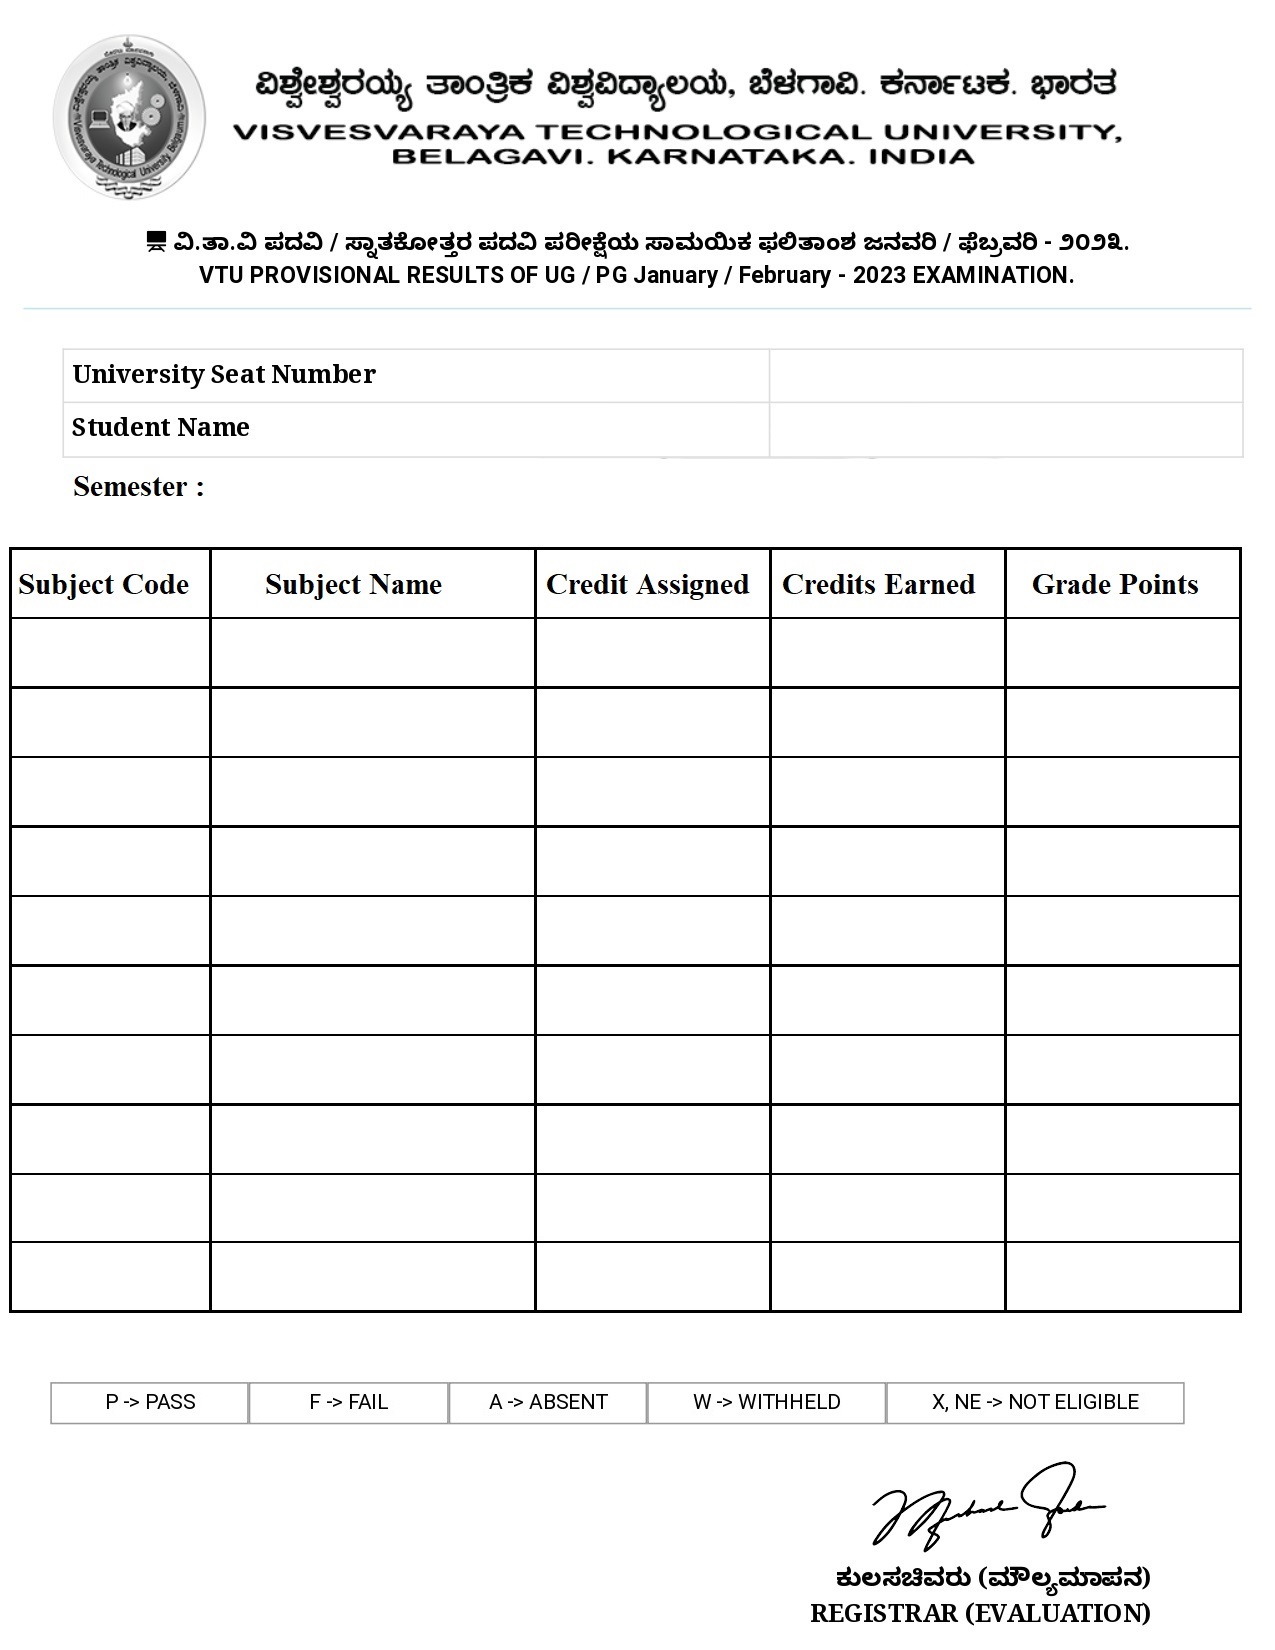 ವಿಶ್ವೇಶ್ವರಯ್ಯ ತಾಂತ್ರಿಕ ವಿಶ್ವವಿದ್ಯಾಲಯ, ಬೆಳಗಾವಿ. ಕರ್ನಾಟಕ. ಭಾರತ
VISVESVARAYA TECHNOLOGICAL UNIVERSITY,
BELAGAVI. KARNATAKA. INDIA
ವಿ.ತಾ.ವಿ ಪದವಿ / ಸ್ನಾತಕೋತ್ತರ ಪದವಿ ಪರೀಕ್ಷೆಯ ಸಾಮಯಿಕ ಫಲಿತಾಂಶ ಜನವರಿ / ಫೆಬ್ರವರಿ - ೨೦೨೩.
VTU PROVISIONAL RESULTS OF UG / PG January / February - 2023 EXAMINATION.
University Seat Number
Student Name
Semester :
Subject Code Subject Name Credit Assigned Credits Earned Grade Points
P -> PASS F -> FAIL A -> ABSENT W -> WITHHELD X, NE -> NOT ELIGIBLE
ಕುಲಸಚಿವರು (ಮೌಲ್ಯಮಾಪನ)
REGISTRAR (EVALUATION)